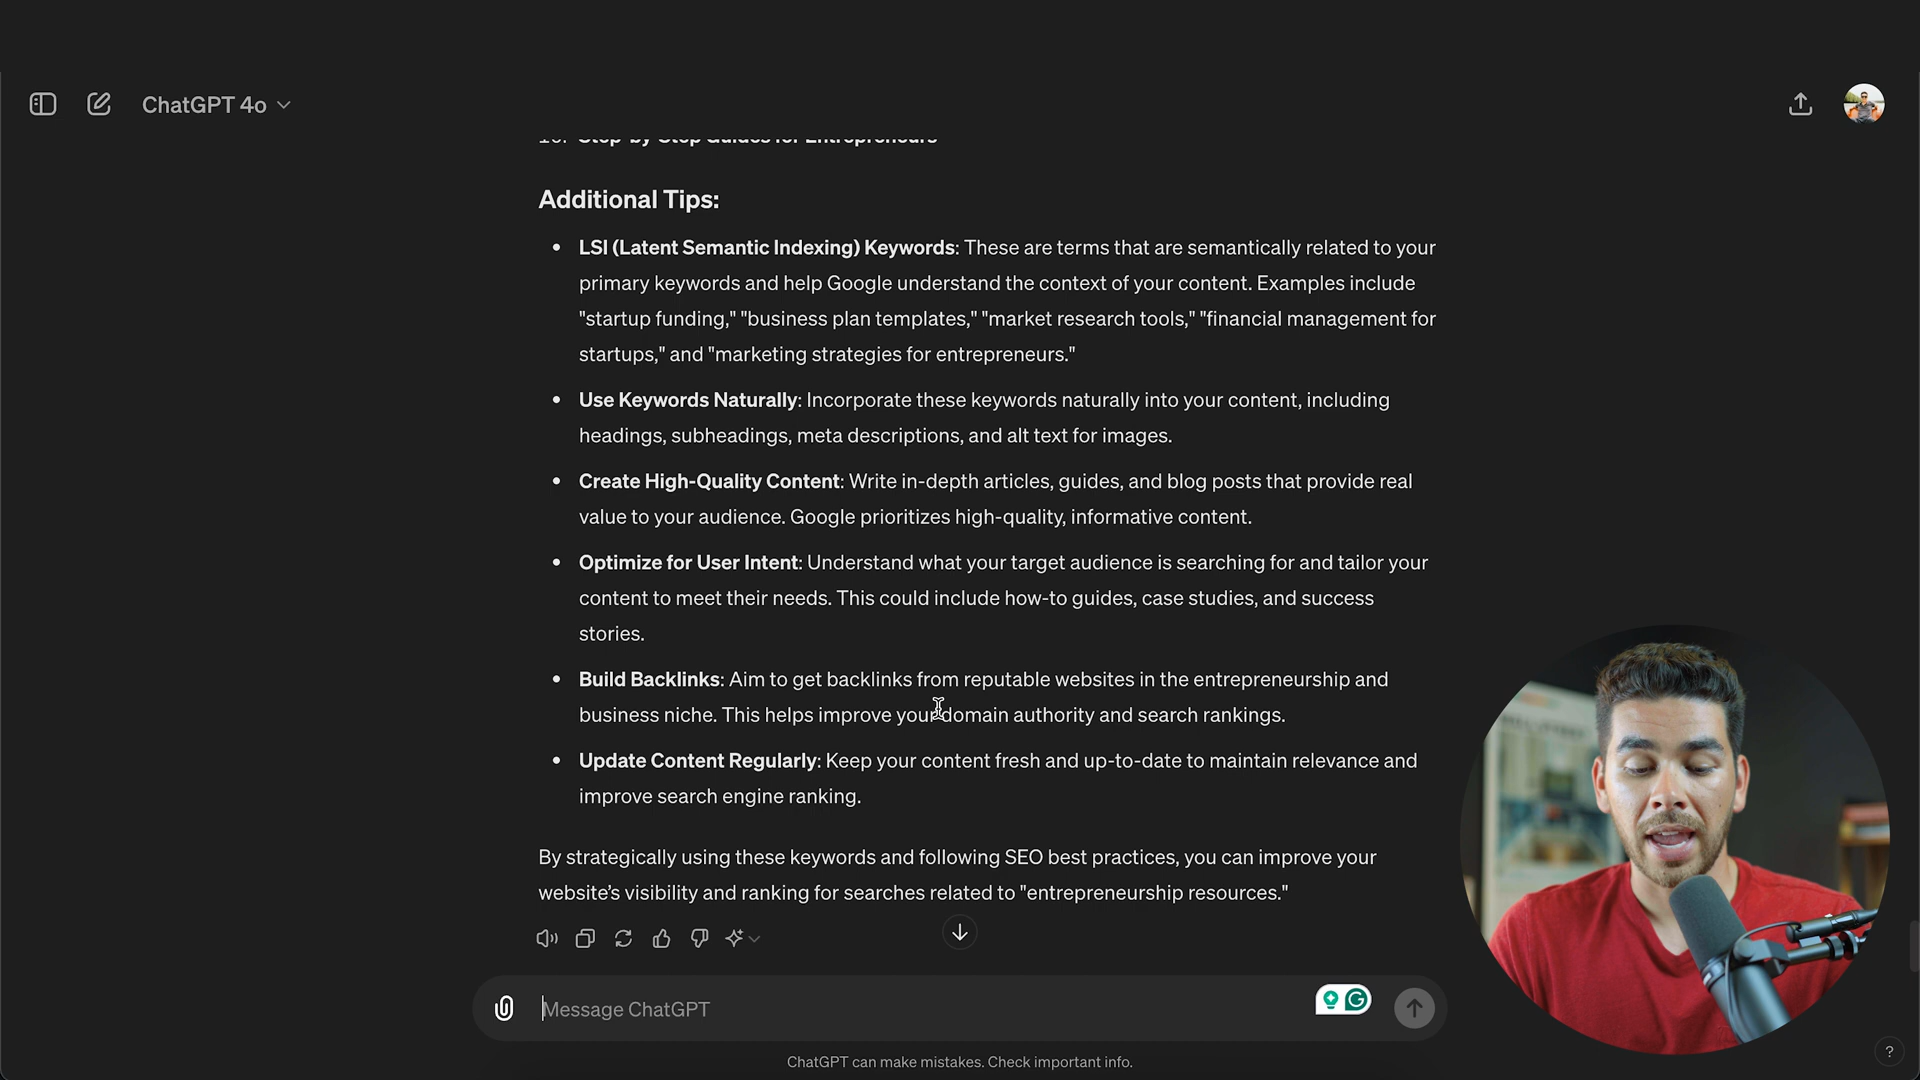 ChatGPT 4o
10. Step-by-Step Guides for Entrepreneurs
Additional Tips:
• LSI (Latent Semantic Indexing) Keywords: These are terms that are semantically related to your
primary keywords and help Google understand the context of your content. Examples include
"startup funding," "business plan templates," "market research tools," "financial management for
startups," and "marketing strategies for entrepreneurs."
• Use Keywords Naturally: Incorporate these keywords naturally into your content, including
headings, subheadings, meta descriptions, and alt text for images.
• Create High-Quality Content: Write in-depth articles, guides, and blog posts that provide real
value to your audience. Google prioritizes high-quality, informative content.
• Optimize for User Intent: Understand what your target audience is searching for and tailor your
content to meet their needs. This could include how-to guides, case studies, and success
stories.
• Build Backlinks: Aim to get backlinks from reputable websites in the entrepreneurship and
business niche. This helps improve your domain authority and search rankings.
• Update Content Regularly: Keep your content fresh and up-to-date to maintain relevance and
improve search engine ranking.
By strategically using these keywords and following SEO best practices, you can improve your
website’s visibility and ranking for searches related to "entrepreneurship resources."
Message ChatGPT
ChatGPT can make mistakes. Check important info.
?